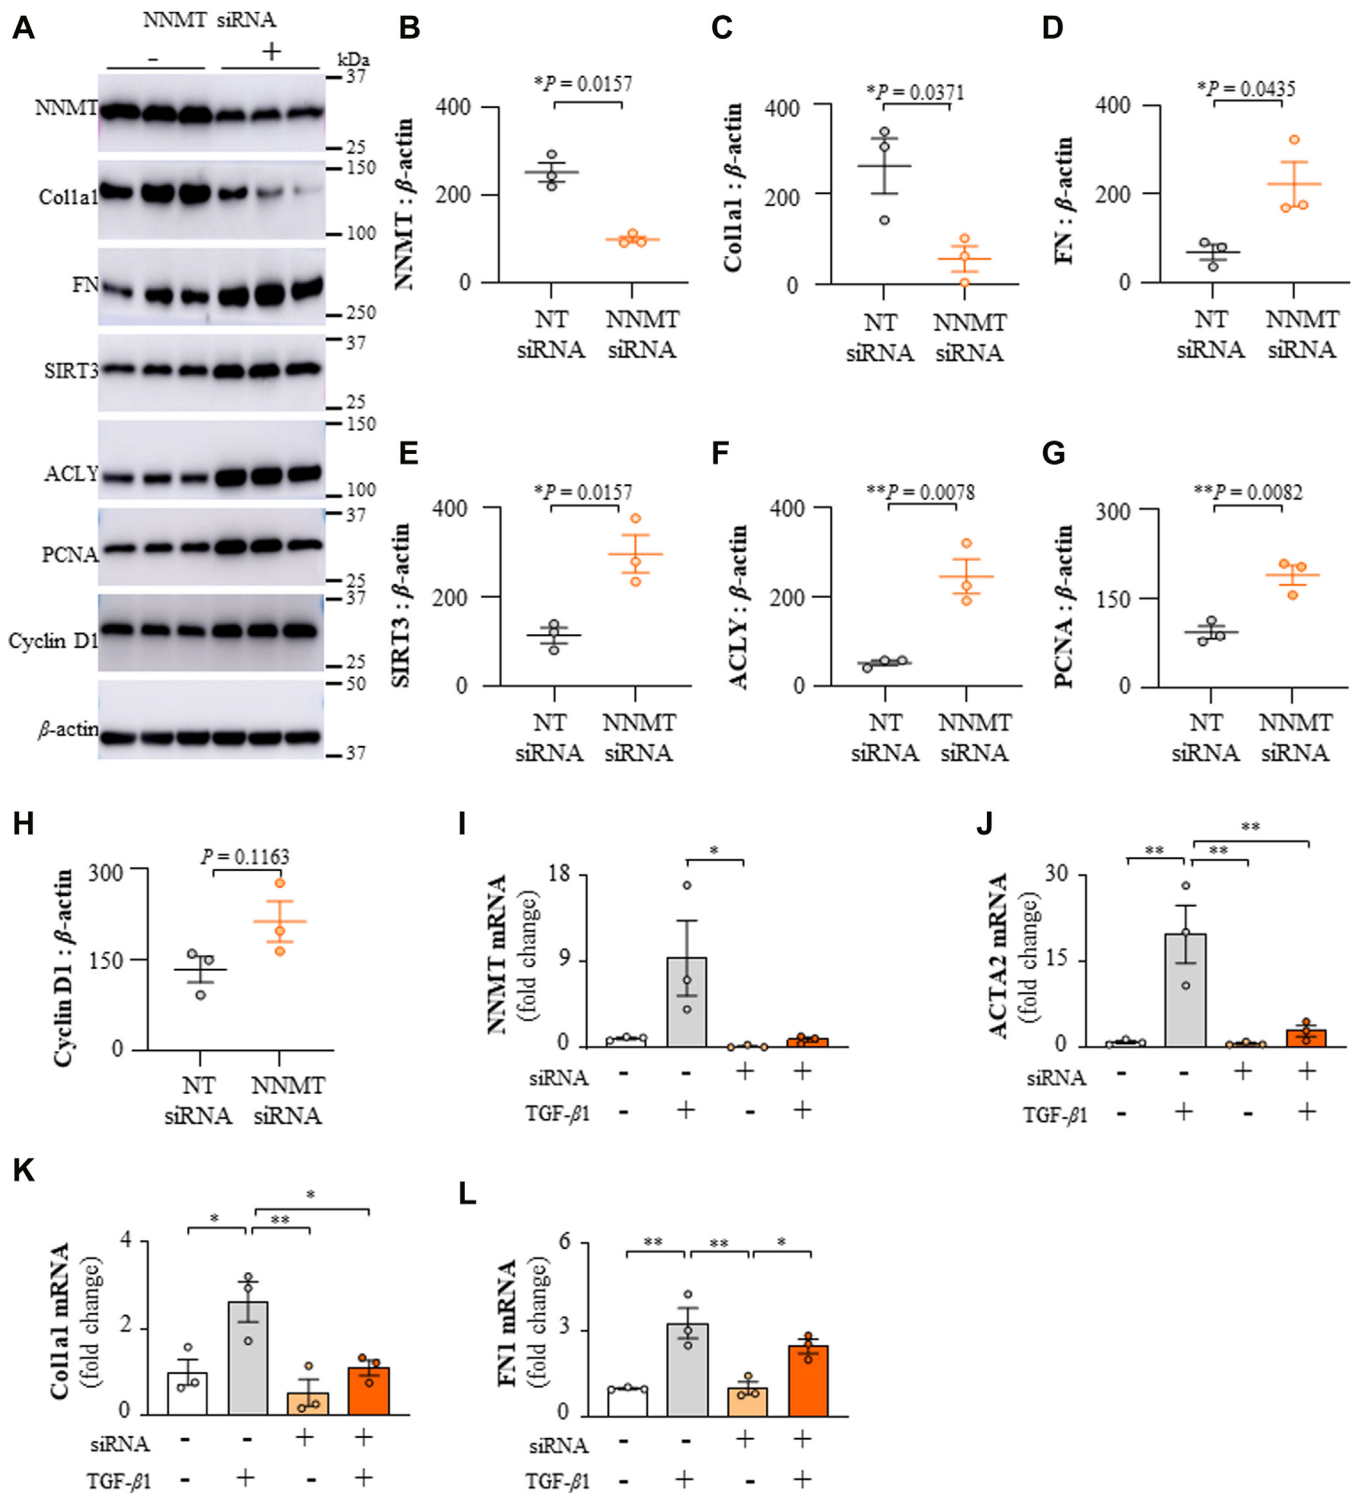 A
NNMT siRNA
- +
kDa
NNMT
37
25
Col1a1
150
100
FN
250
SIRT3
37
25
ACLY
150
100
PCNA
37
25
Cyclin D1
37
25
β-actin
50
37
B
*P = 0.0157
NNMT : β-actin
400
200
0
NT
siRNA
NNMT
siRNA
C
*P = 0.0371
Col1a1 : β-actin
400
200
0
NT
siRNA
NNMT
siRNA
D
*P = 0.0435
FN : β-actin
400
200
0
NT
siRNA
NNMT
siRNA
E
*P = 0.0157
SIRT3 : β-actin
400
200
0
NT
siRNA
NNMT
siRNA
F
**P = 0.0078
ACLY : β-actin
400
200
0
NT
siRNA
NNMT
siRNA
G
**P = 0.0082
PCNA : β-actin
300
150
0
NT
siRNA
NNMT
siRNA
H
P = 0.1163
Cyclin D1 : β-actin
300
150
0
NT
siRNA
NNMT
siRNA
I
*
NNMT mRNA
(fold change)
18
9
0
siRNA - - + +
TGF-β1 - + - +
J
**
** **
ACTA2 mRNA
(fold change)
30
15
0
siRNA - - + +
TGF-β1 - + - +
K
*
* **
Col1a1 mRNA
(fold change)
4
2
0
siRNA - - + +
TGF-β1 - + - +
L
** ** *
FN1 mRNA
(fold change)
6
3
0
siRNA - - + +
TGF-β1 - + - +